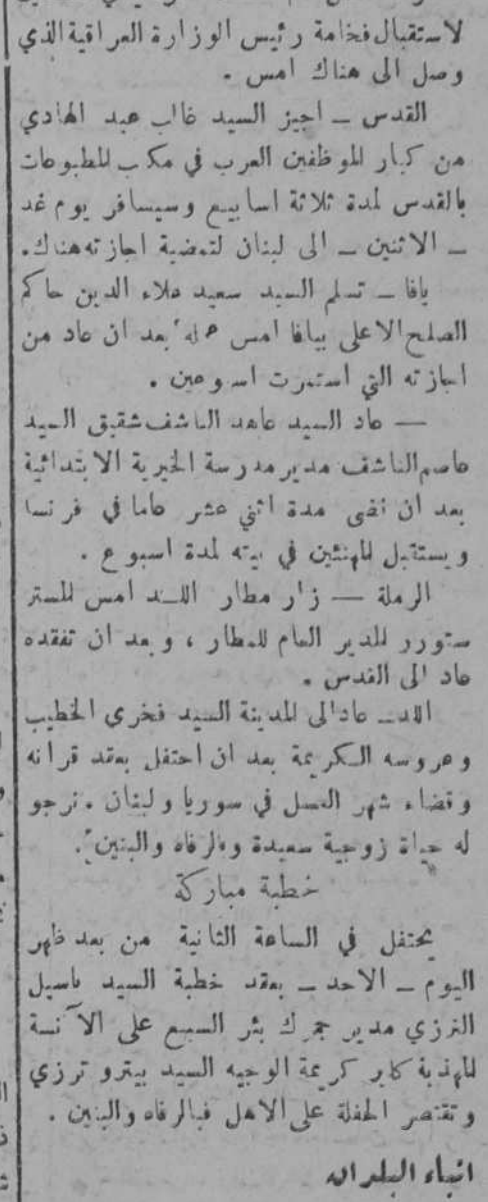 لاستقبال فخامة رئيس الوزارة العراقية الذي
وصل الى هناك امس .
القدس ـ اجيز السيد غالب عبد الهادي
من كبار الموظفين العرب في مكتب المطبوعات
بالقدس لمدة ثلاثة اسابيع وسيسافر يوم غد
ـ الاثنين ـ الى لبنان لتمضية اجازته هناك.
يافا ـ تسلم السيد سعيد علاء الدين حاكم
الصلح الاعلى بيافا امس عمله بعد ان عاد من
اجازته التي استمرت اسبوعين .
— عاد السيد عاهد الناشف شقيق السيد
عاصم الناشف مدير مدرسة الخيرية الابتدائية
بعد ان قضى مدة اثني عشر عاما في فرنسا
ويستقبل المهنئين في بيته لمدة اسبوع .
الرملة — زار مطار اللد امس المستر
ستورر المدير العام للمطار ، وبعد ان تفقده
عاد الى القدس .
اللد ـ عاد الى المدينة السيد فخري الخطيب
وعروسه الكريمة بعد ان احتفل بعقد قرانه
وقضاء شهر العسل في سوريا ولبنان . نرجو
له حياة زوجية سعيدة وبالرفاه والبنين .
خطبة مباركة
يحتفل في الساعة الثانية من بعد ظهر
اليوم ـ الاحد ـ بعقد خطبة السيد باسيل
الترزي مدير جمرك بئر السبع على الآنسة
المهذبة كلير كريمة الوجيه السيد بيترو ترزي
وتقتصر الحفلة على الاهل فبالرفاه والبنين .
انباء الطيران